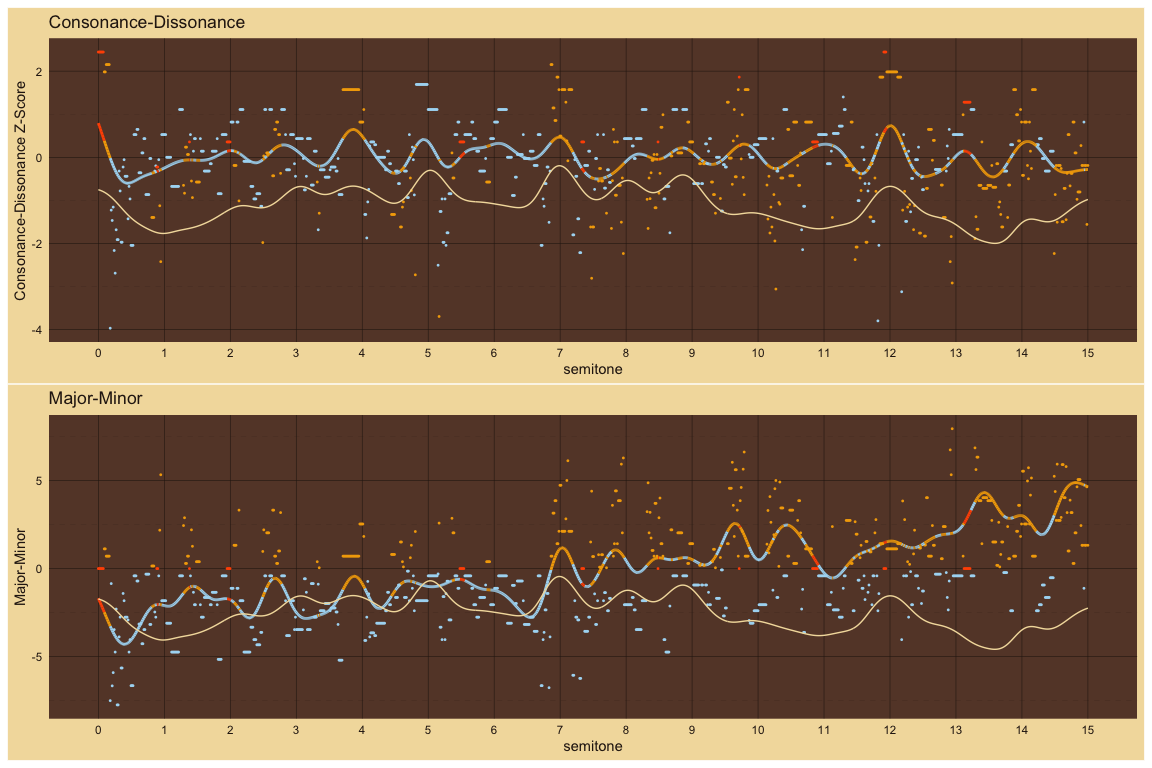 Consonance-Dissonance
Consonance-Dissonance Z-Score
2
0
-2
-4
0 1 2 3 4 5 6 7 8 9 10 11 12 13 14 15
semitone
Major-Minor
Major-Minor
5
0
-5
0 1 2 3 4 5 6 7 8 9 10 11 12 13 14 15
semitone